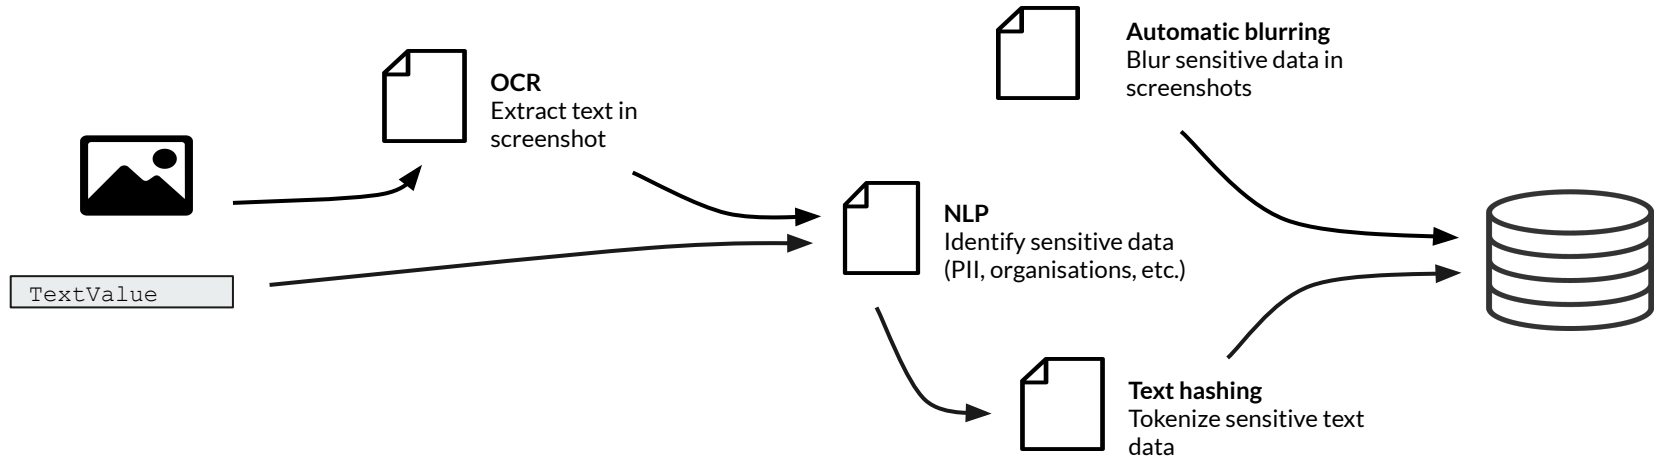 OCR
Extract text in
screenshot
TextValue
NLP
Identify sensitive data
(PII, organisations, etc.)
Automatic blurring
Blur sensitive data in
screenshots
Text hashing
Tokenize sensitive text
data